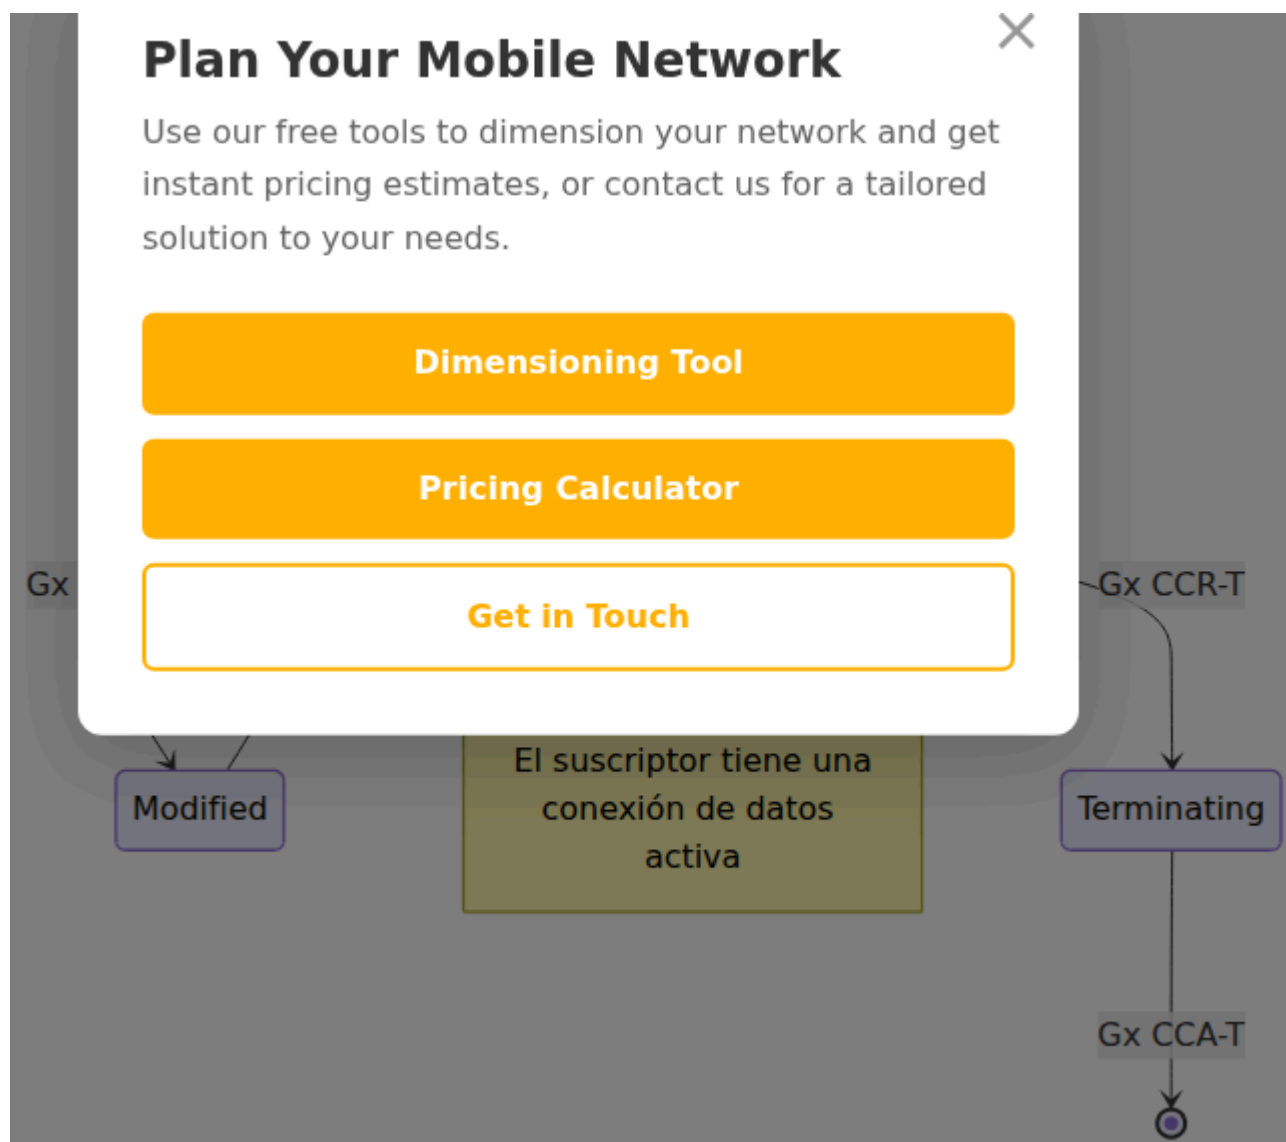 Plan Your Mobile Network
Use our free tools to dimension your network and get
instant pricing estimates, or contact us for a tailored
solution to your needs.
Dimensioning Tool
Pricing Calculator
Gx
Gx CCR-T
Get in Touch
El suscriptor tiene una
conexión de datos
activa
Modified
Terminating
Gx CCA-T